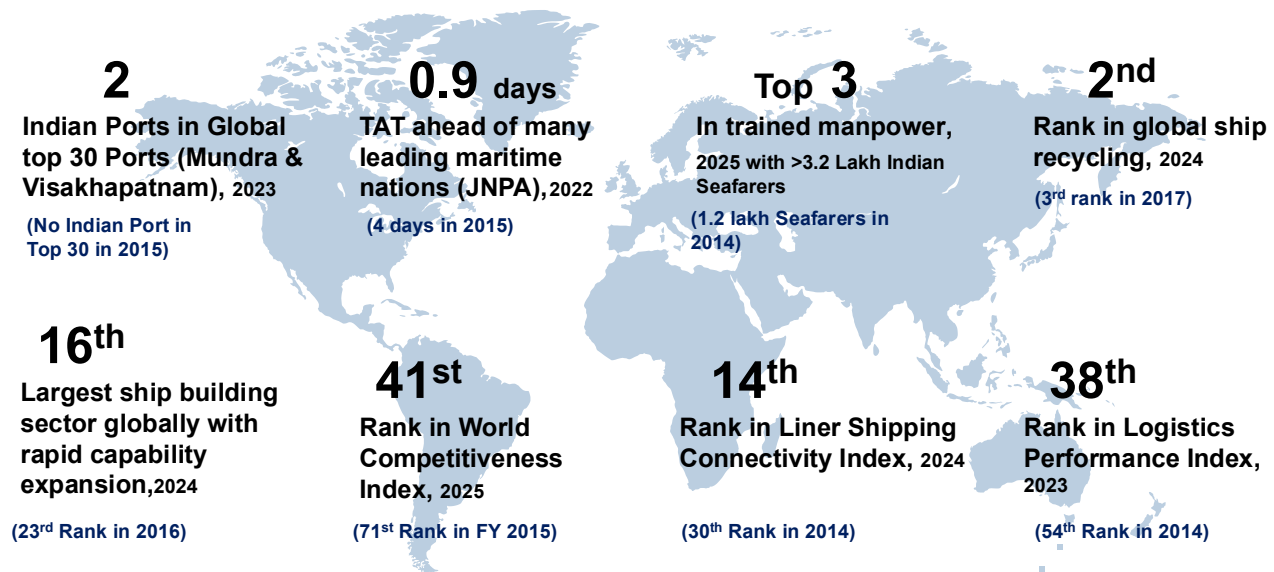 2
Indian Ports in Global
top 30 Ports (Mundra &
Visakhapatnam), 2023
(No Indian Port in
Top 30 in 2015)
0.9 days
TAT ahead of many
leading maritime
nations (JNPA),2022
(4 days in 2015)
Top 3
In trained manpower,
2025 with >3.2 Lakh Indian
Seafarers
(1.2 lakh Seafarers in
2014)
2nd
Rank in global ship
recycling, 2024
(3rd rank in 2017)
16th
Largest ship building
sector globally with
rapid capability
expansion,2024
(23rd Rank in 2016)
41st
Rank in World
Competitiveness
Index, 2025
(71st Rank in FY 2015)
14th
Rank in Liner Shipping
Connectivity Index, 2024
(30th Rank in 2014)
38th
Rank in Logistics
Performance Index,
2023
(54th Rank in 2014)